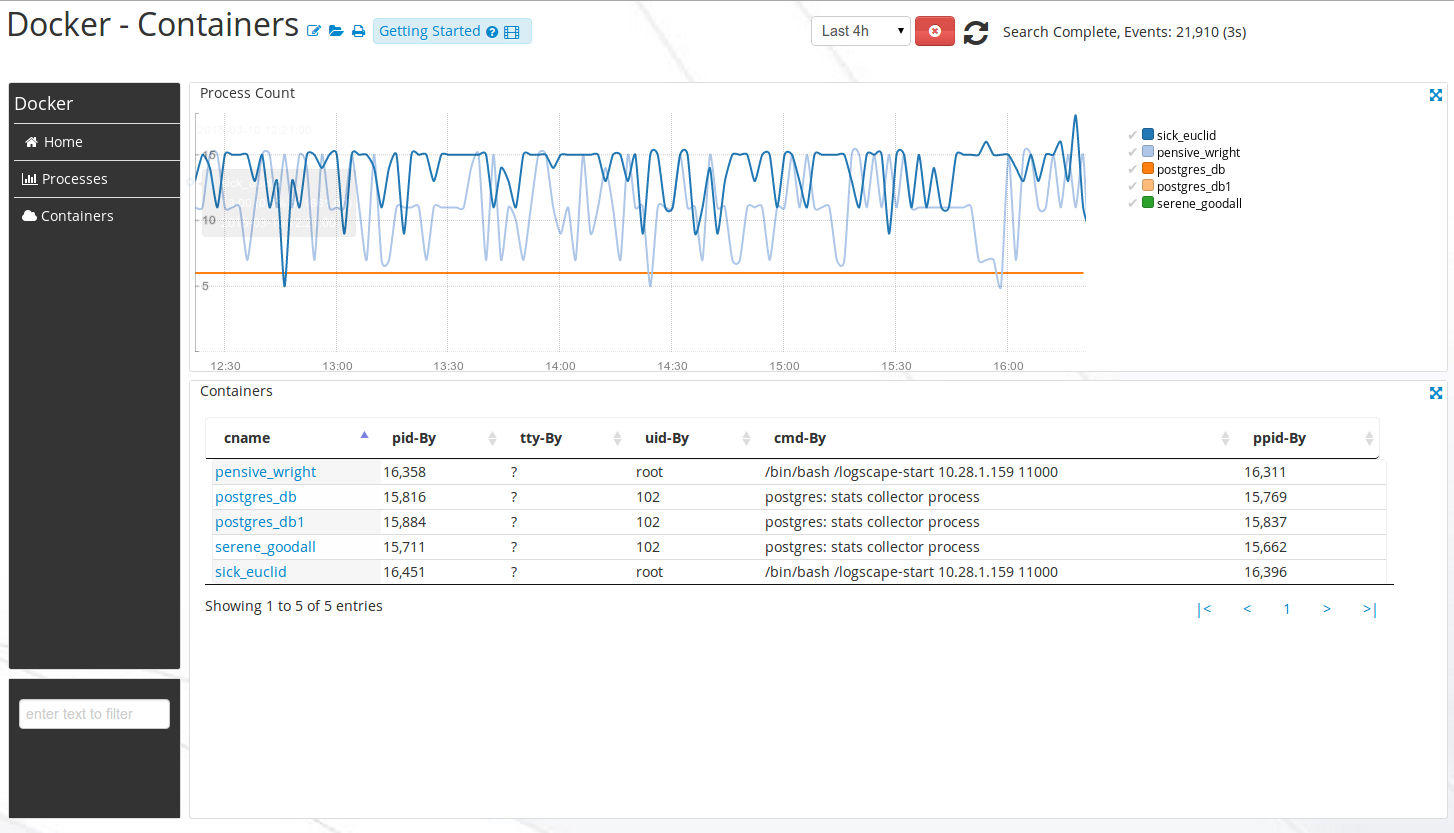 Docker - Containers
Getting Started
Last 4h
Search Complete, Events: 21,910 (3s)
Docker
Home
Processes
Containers
enter text to filter
Process Count
15
10
5
12:30 13:00 13:30 14:00 14:30 15:00 15:30 16:00
sick_euclid
pensive_wright
postgres_db
postgres_db1
serene_goodall
Containers
cname pid-By tty-By uid-By cmd-By ppid-By
pensive_wright 16,358 ? root /bin/bash /logscape-start 10.28.1.159 11000 16,311
postgres_db 15,816 ? 102 postgres: stats collector process 15,769
postgres_db1 15,884 ? 102 postgres: stats collector process 15,837
serene_goodall 15,711 ? 102 postgres: stats collector process 15,662
sick_euclid 16,451 ? root /bin/bash /logscape-start 10.28.1.159 11000 16,396
Showing 1 to 5 of 5 entries
|< < 1 > >|